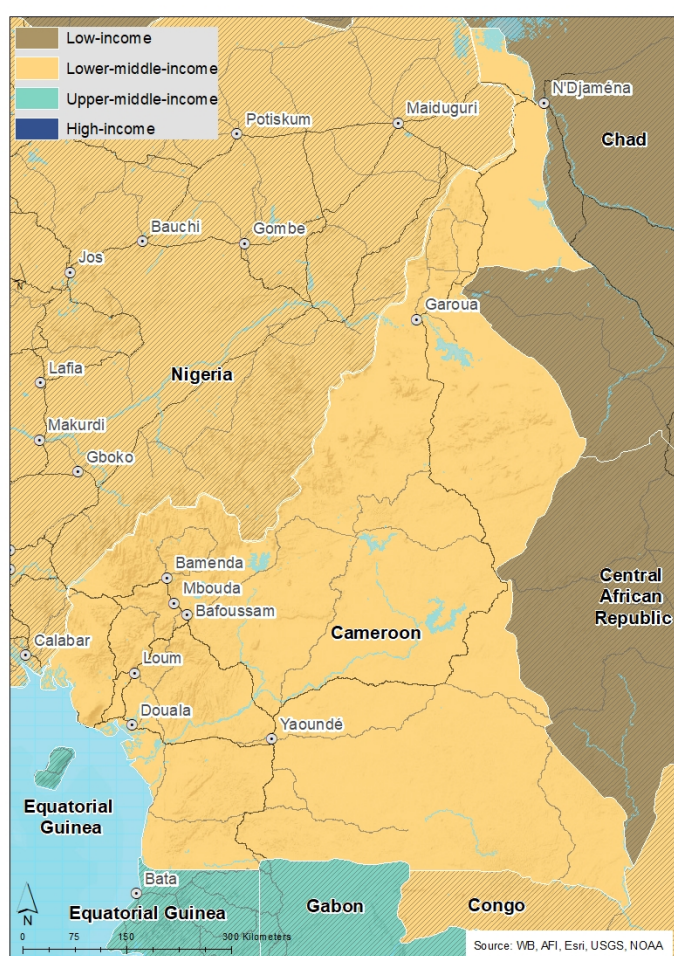 Low-income
Lower-middle-income
Upper-middle-income
High-income
N'Djaména
Potiskum
Maiduguri
Chad
Bauchi
Gombe
Jos
N
Garoua
Lafia
Nigeria
Makurdi
Gboko
Bamenda
Mbouda
Bafoussam
Central
African
Republic
Cameroon
Calabar
Loum
Douala
Yaoundé
Equatorial
Guinea
Bata
Equatorial Guinea
Gabon
Congo
N
0 75 150 300 Kilometers
Source: WB, AFI, Esri, USGS, NOAA